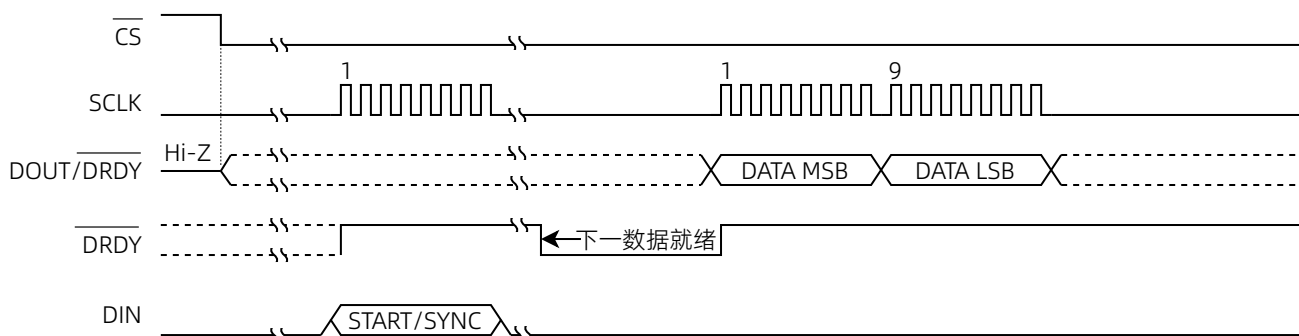 CS
1 1 9
SCLK
Hi-Z
DOUT/DRDY DATA MSB DATA LSB
DRDY 下一数据就绪
DIN START/SYNC